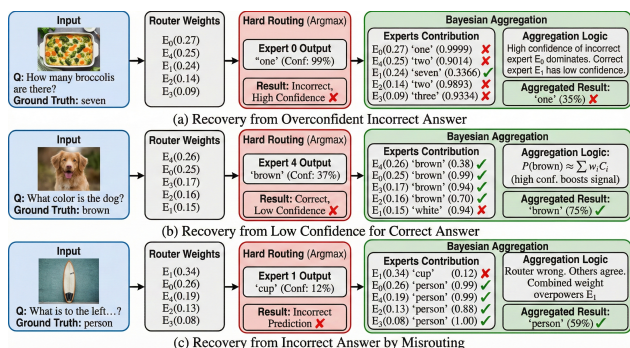 Input
Router Weights
Hard Routing (Argmax)
Bayesian Aggregation
Q: How many broccolis
are there?
Ground Truth: seven
E0(0.27)
E4(0.25)
E1(0.24)
E2(0.14)
E3(0.09)
Expert 0 Output
"one" (Conf: 99%)
Result: Incorrect,
High Confidence ✘
Experts Contribution
E0(0.27) 'one' (0.9999) ✘
E4(0.25) 'two' (0.9014) ✘
E1(0.24) 'seven' (0.3366) ✓
E2(0.14) 'two' (0.9893) ✘
E3(0.09) 'three' (0.9334) ✘
Aggregation Logic
High confidence of incorrect
expert E0 dominates. Correct
expert E1 has low confidence.
Aggregated Result:
'one' (35%) ✘
(a) Recovery from Overconfident Incorrect Answer
Input
Router Weights
Hard Routing (Argmax)
Bayesian Aggregation
Q: What color is the dog?
Ground Truth: brown
E4(0.26)
E0(0.25)
E3(0.17)
E2(0.16)
E1(0.15)
Expert 4 Output
'brown' (Conf: 37%)
Result: Correct,
Low Confidence ✘
Experts Contribution
E4(0.26) 'brown' (0.38) ✓
E0(0.25) 'brown' (0.99) ✓
E3(0.17) 'brown' (0.94) ✓
E2(0.16) 'brown' (0.70) ✓
E1(0.15) 'white' (0.94) ✘
Aggregation Logic:
P(brown) ≈ ∑ wiCi
(high conf. boosts signal)
Aggregated Result:
'brown' (75%) ✓
(b) Recovery from Low Confidence for Correct Answer
Input
Router Weights
Hard Routing (Argmax)
Bayesian Aggregation
Q: What is to the left…?
Ground Truth: person
E1(0.34)
E0(0.26)
E4(0.19)
E2(0.13)
E3(0.08)
Expert 1 Output
'cup' (Conf: 12%)
Result: Incorrect
Prediction ✘
Experts Contribution
E1(0.34) 'cup' (0.12) ✘
E0(0.26) 'person' (0.99) ✓
E4(0.19) 'person' (0.99) ✓
E2(0.13) 'person' (0.88) ✓
E3(0.08) 'person' (1.00) ✓
Aggregation Logic
Router wrong. Others agree.
Combined weight
overpowers E1
Aggregated Result:
'person' (59%) ✓
(c) Recovery from Incorrect Answer by Misrouting